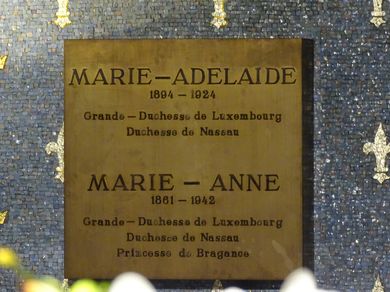 MARIE-ADELAIDE
1894-1924
Grande-Duchesse de Luxembourg
Duchesse de Nassau
MARIE - ANNE
1861-1942
Grande-Duchesse de Luxembourg
Duchesse de Nassau
Princesse de Bragance